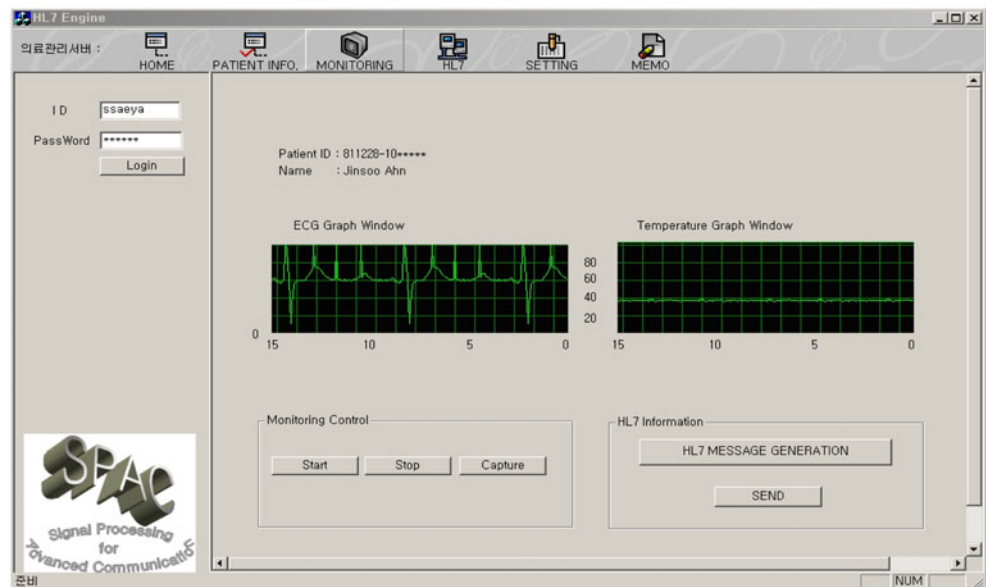 HL7 Engine
의료관리서버 :
HOME
PATIENT INFO,
MONITORING
HL7
SETTING
MEMO
ID ssaeya
PassWord ******
Login
Patient ID : 811228-10*****
Name : Jinsoo Ahn
ECG Graph Window
0
15 10 5 0
Temperature Graph Window
80
60
40
20
15 10 5 0
Monitoring Control
Start Stop Capture
HL7 Information
HL7 MESSAGE GENERATION
SEND
SPAC
Signal Processing
for
Advanced Communication
준비
NUM